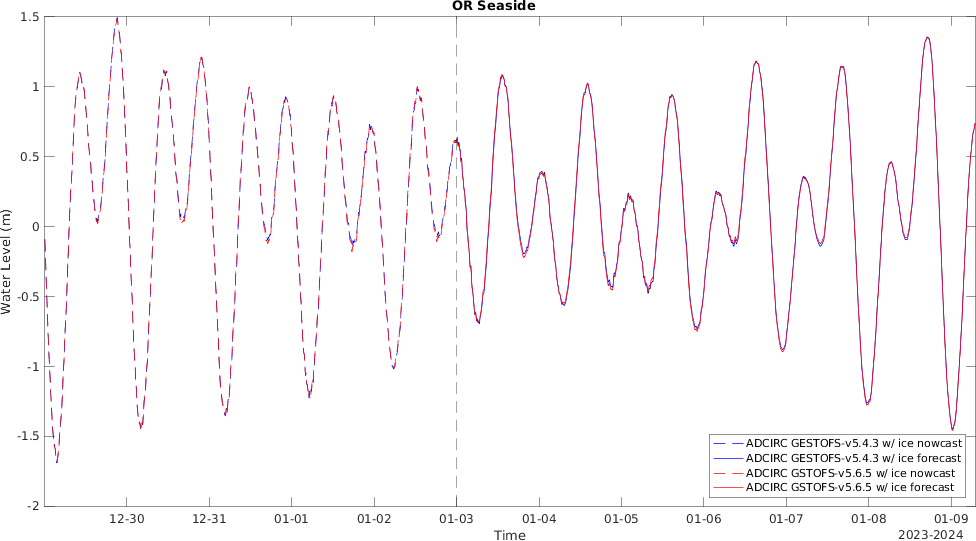 OR Seaside
1.5
1
0.5
0
-0.5
-1
-1.5
-2
Water Level (m)
12-30
12-31
01-01
01-02
01-03
01-04
01-05
01-06
01-07
01-08
01-09
Time
2023-2024
ADCIRC GESTOFS-v5.4.3 w/ ice nowcast
ADCIRC GESTOFS-v5.4.3 w/ ice forecast
ADCIRC GSTOFS-v5.6.5 w/ ice nowcast
ADCIRC GSTOFS-v5.6.5 w/ ice forecast